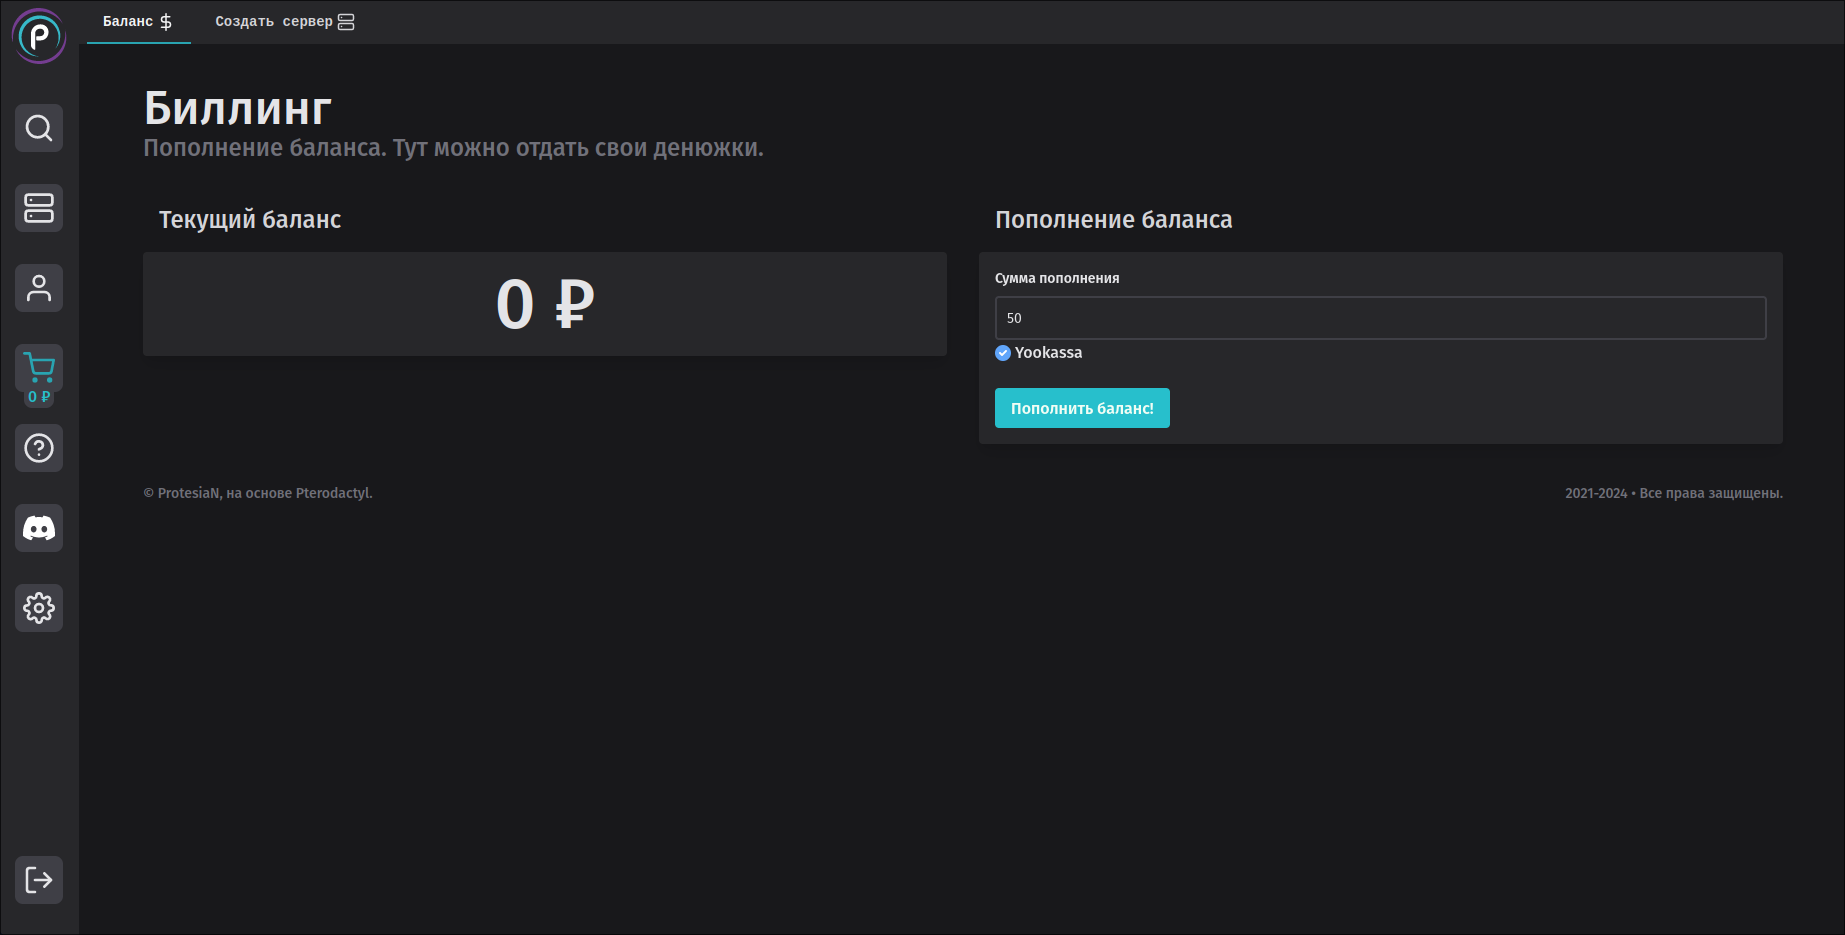 Баланс
Создать сервер
Биллинг
Пополнение баланса. Тут можно отдать свои денюжки.
Текущий баланс
0 ₽
Пополнение баланса
Сумма пополнения
50
Yookassa
Пополнить баланс!
0 ₽
© ProtesiaN, на основе Pterodactyl.
2021-2024 • Все права защищены.